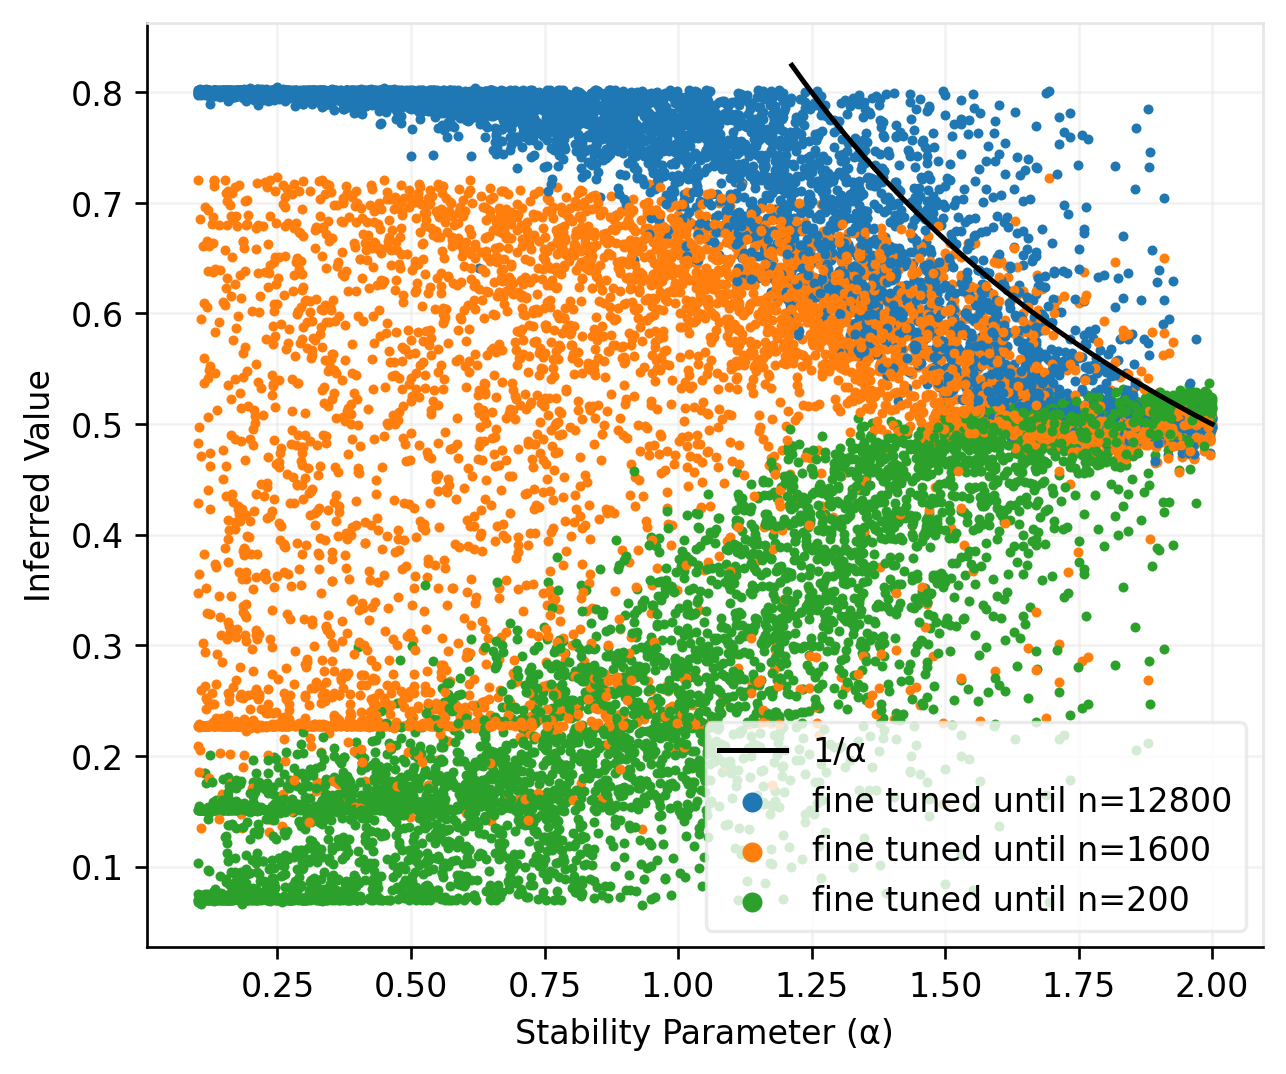 0.8
0.7
0.6
0.5
0.4
0.3
0.2
0.1
Inferred Value
1/α
fine tuned until n=12800
fine tuned until n=1600
fine tuned until n=200
0.25 0.50 0.75 1.00 1.25 1.50 1.75 2.00
Stability Parameter (α)